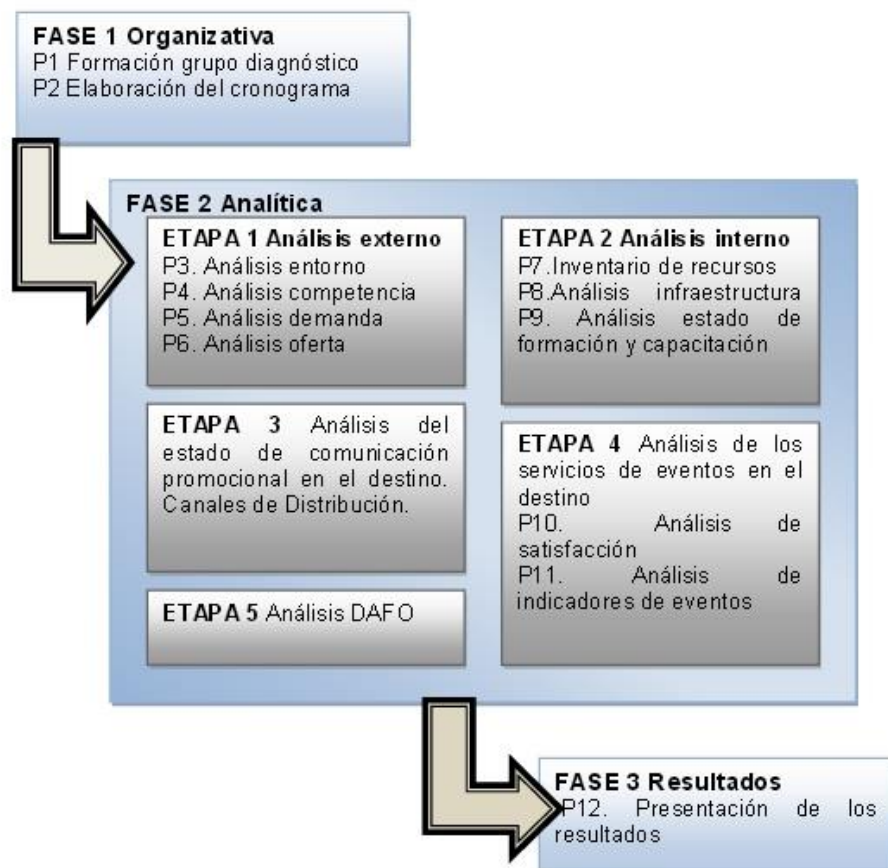 FASE 1 Organizativa
P1 Formación grupo diagnóstico
P2 Elaboración del cronograma
FASE 2 Analítica
ETAPA 1 Análisis externo
P3. Análisis entorno
P4. Análisis competencia
P5. Análisis demanda
P6. Análisis oferta
ETAPA 2 Análisis interno
P7.Inventario de recursos
P8.Análisis infraestructura
P9. Análisis estado de
formación y capacitación
ETAPA 3 Análisis del
estado de comunicación
promocional en el destino.
Canales de Distribución.
ETAPA 4 Análisis de los
servicios de eventos en el
destino
P10. Análisis de
satisfacción
P11. Análisis de
indicadores de eventos
ETAPA 5 Análisis DAFO
FASE 3 Resultados
P12. Presentación de los
resultados